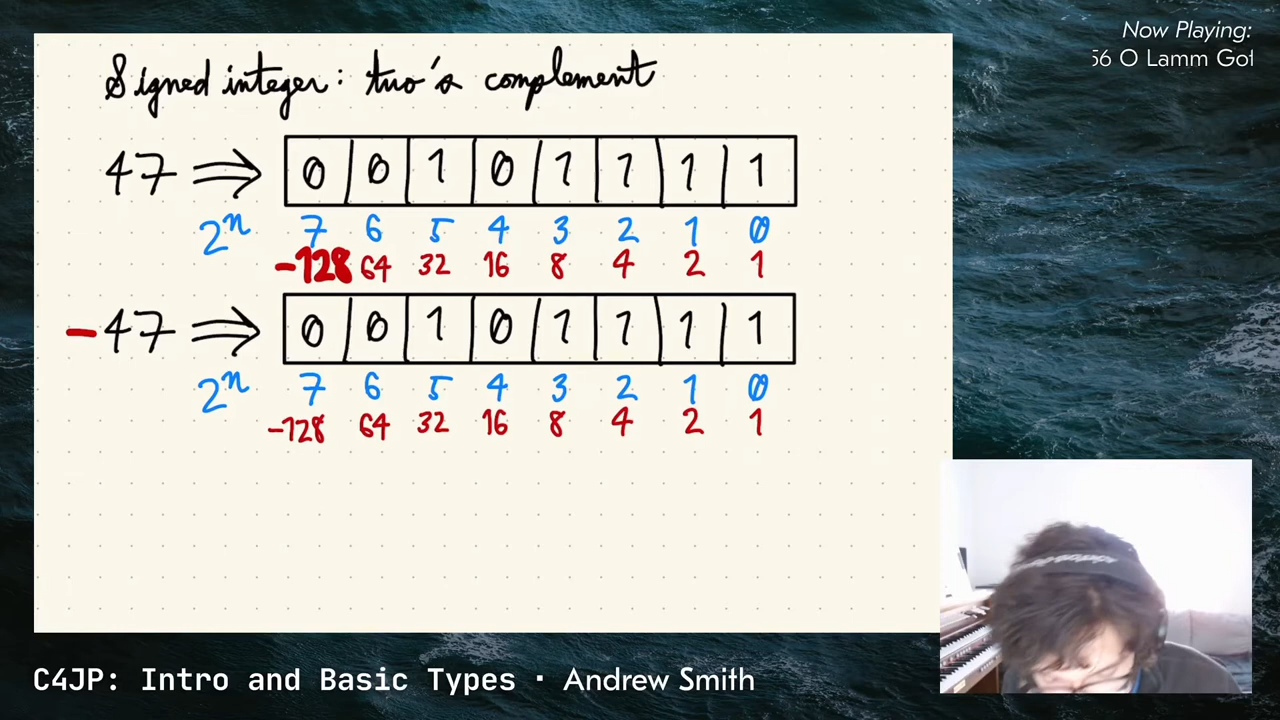 Now Playing:
56 O Lamm Got
Signed integer: two's complement
47 ⇒ 0 0 1 0 1 1 1 1
2ⁿ 7 6 5 4 3 2 1 0
-128 64 32 16 8 4 2 1
-47 ⇒ 0 0 1 0 1 1 1 1
2ⁿ 7 6 5 4 3 2 1 0
-128 64 32 16 8 4 2 1
C4JP: Intro and Basic Types · Andrew Smith